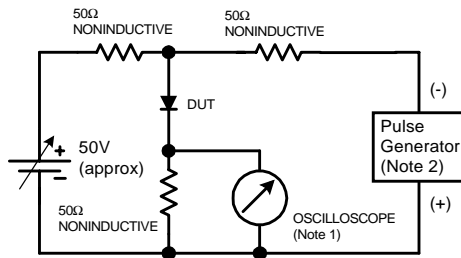 50Ω
NONINDUCTIVE
50Ω
NONINDUCTIVE
(-)
DUT
Pulse
Generator
(Note 2)
50V
(approx)
+
-
50Ω
NONINDUCTIVE
OSCILLOSCOPE
(Note 1)
(+)